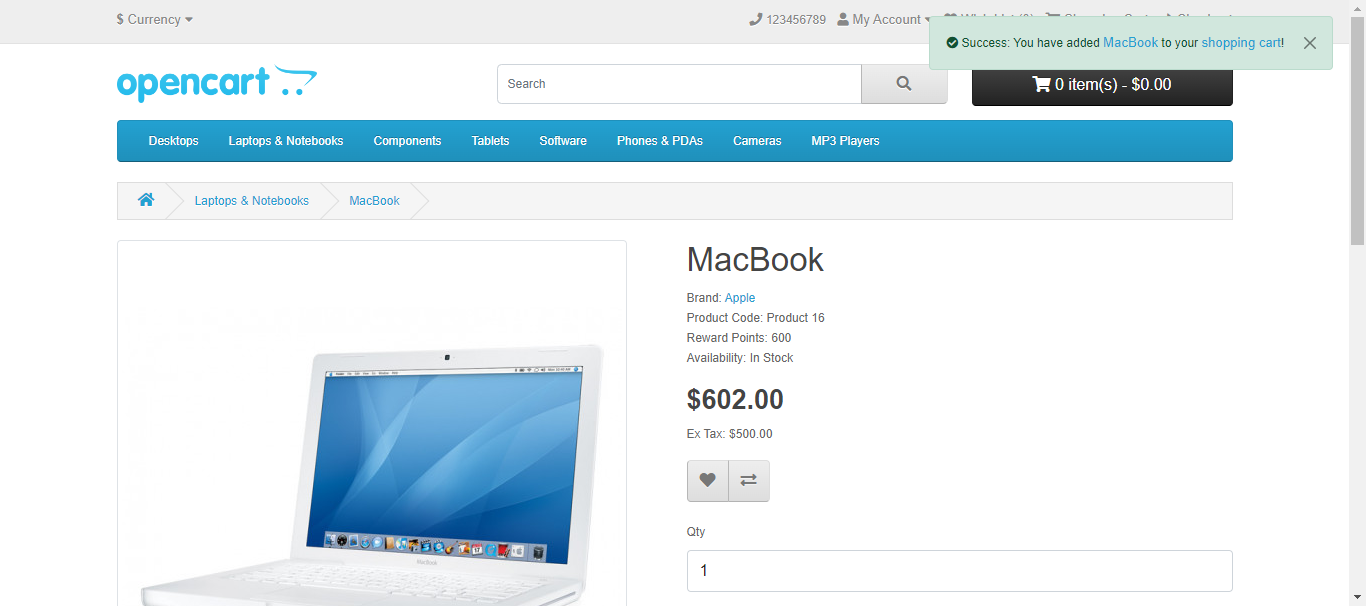 $ Currency
123456789 My Account
Success: You have added MacBook to your shopping cart!
opencart
Search
0 item(s) - $0.00
Desktops Laptops & Notebooks Components Tablets Software Phones & PDAs Cameras MP3 Players
Laptops & Notebooks MacBook
MacBook
Brand: Apple
Product Code: Product 16
Reward Points: 600
Availability: In Stock
$602.00
Ex Tax: $500.00
Qty
1
MacBook